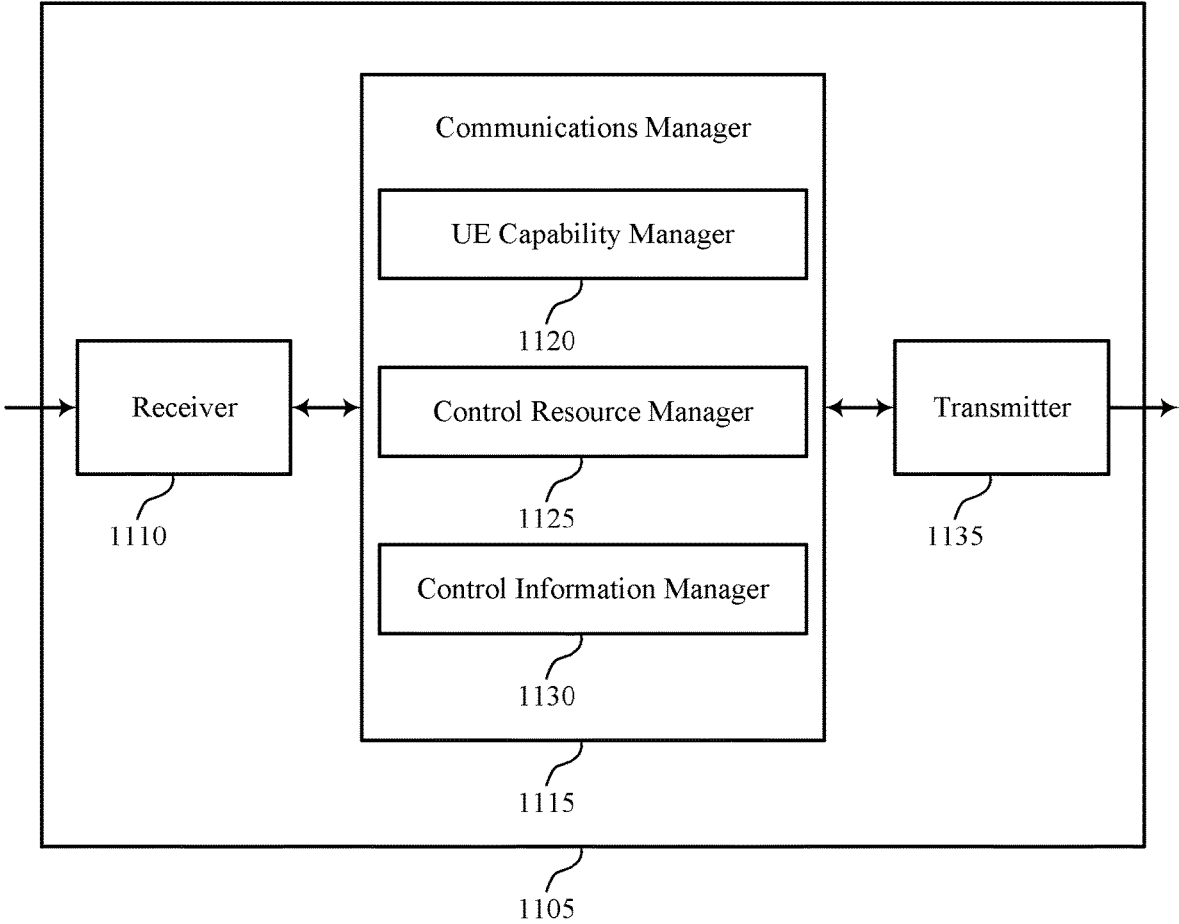 Communications Manager
UE Capability Manager
1120
Receiver
Control Resource Manager
Transmitter
1110
1125
1135
Control Information Manager
1130
1115
1105